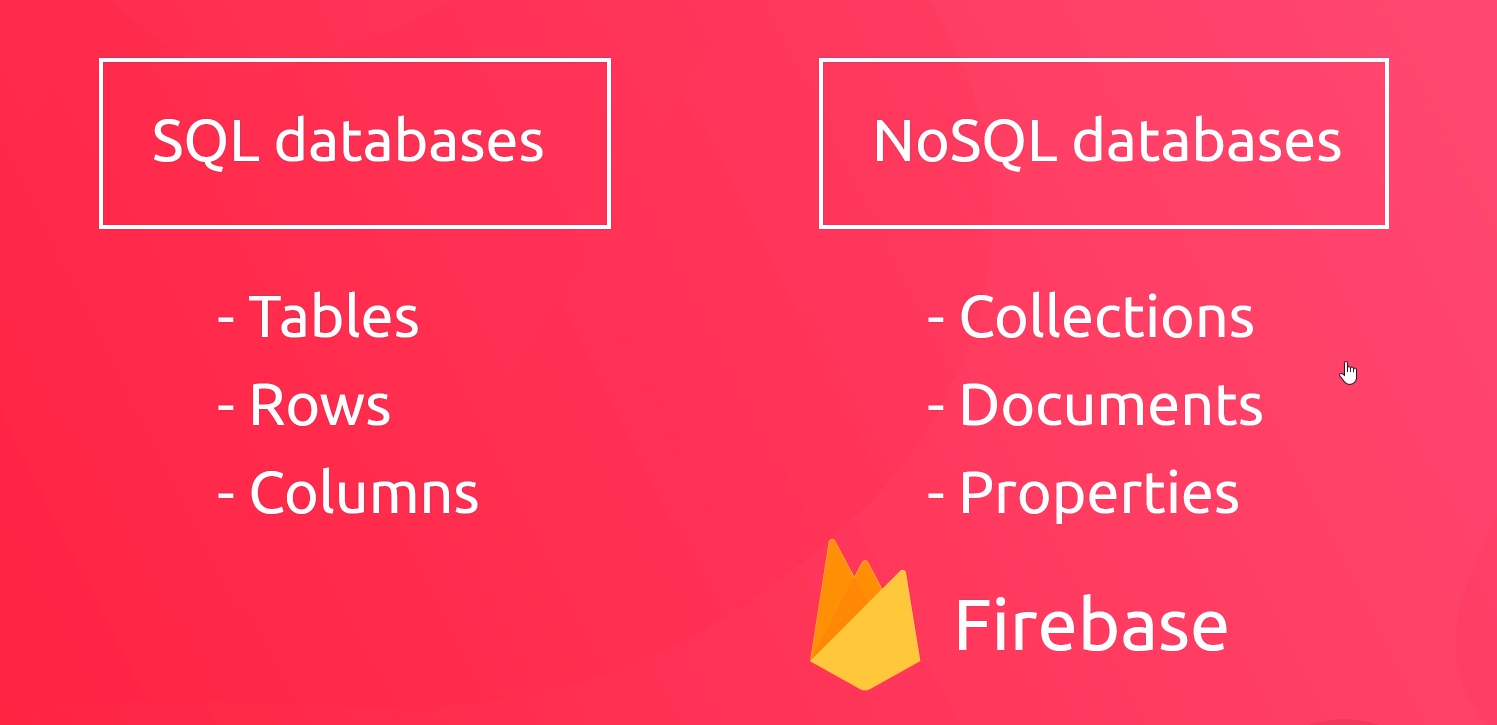 SQL databases
- Tables
- Rows
- Columns
NoSQL databases
- Collections
- Documents
- Properties
Firebase